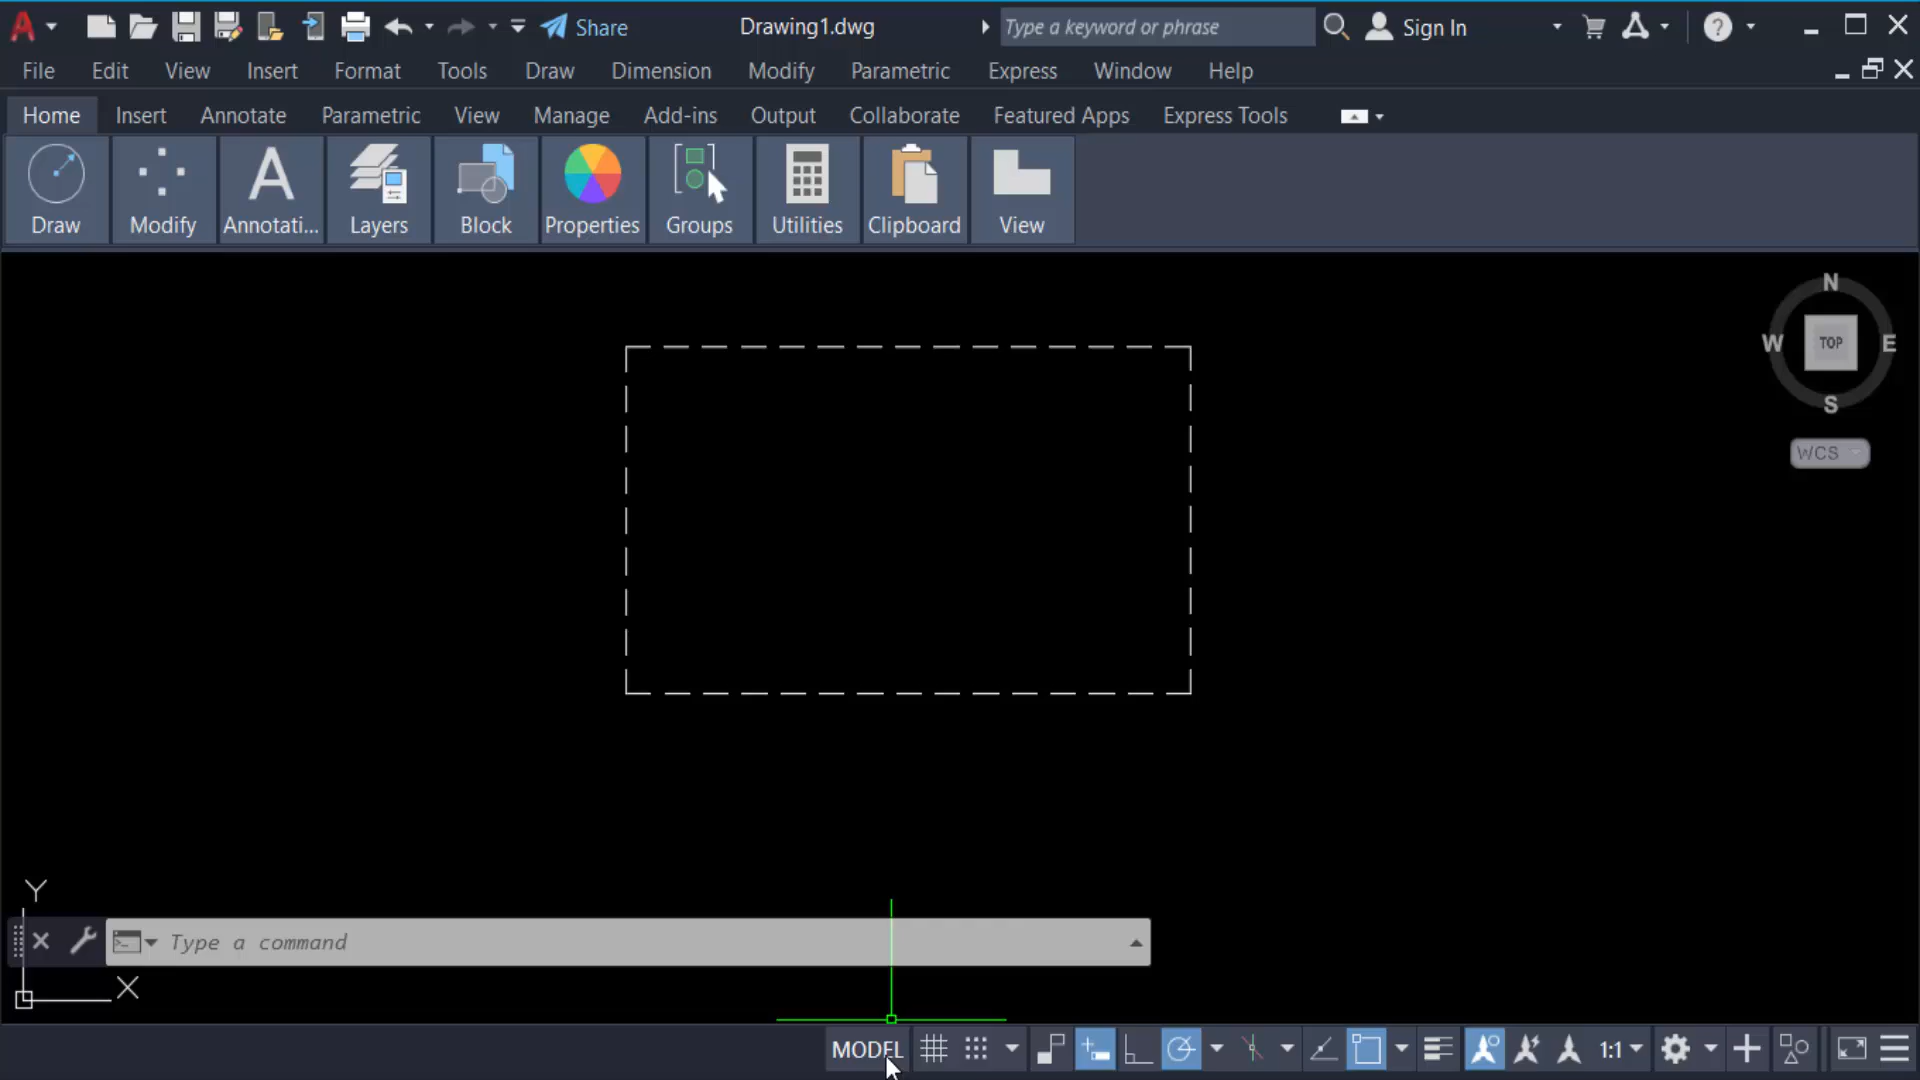 Share Drawing1.dwg Type a keyword or phrase Sign In
File Edit View Insert Format Tools Draw Dimension Modify Parametric Express Window Help
Home Insert Annotate Parametric View Manage Add-ins Output Collaborate Featured Apps Express Tools
Draw Modify Annotati... Layers Block Properties Groups Utilities Clipboard View
N
W TOP E
S
WCS
Y
Type a command
X
MODEL 1:1